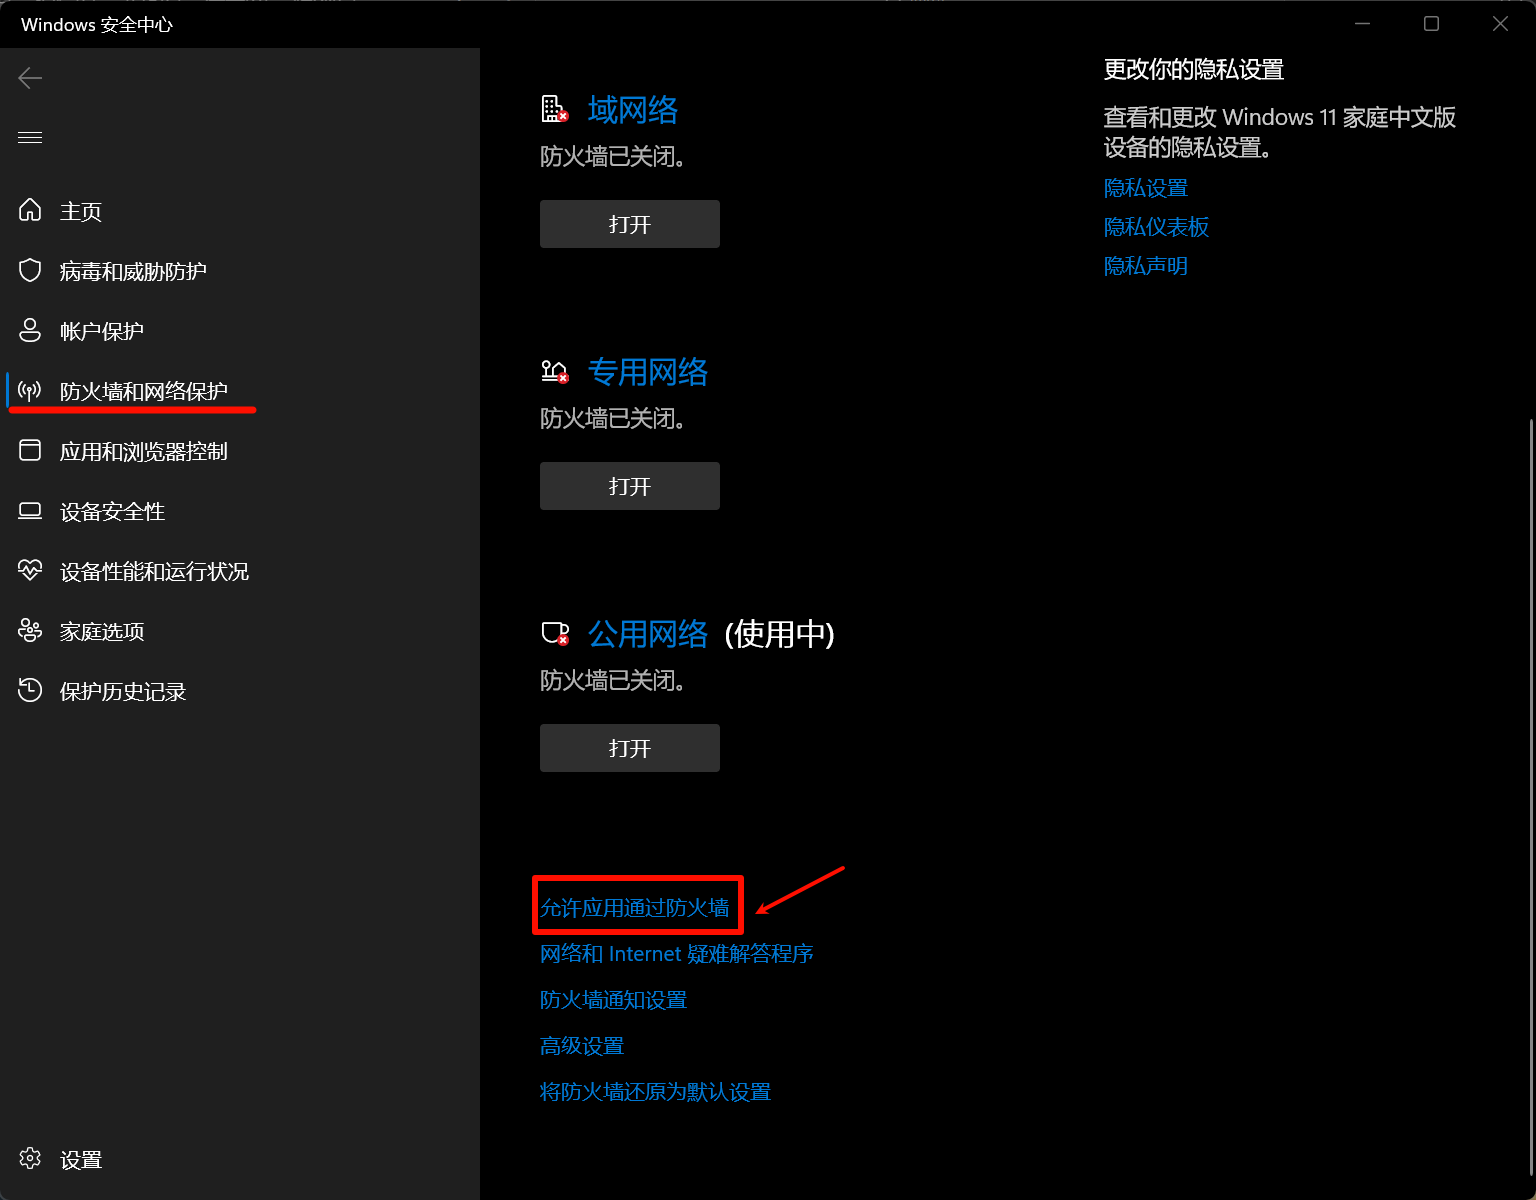 Windows 安全中心
主页
病毒和威胁防护
帐户保护
防火墙和网络保护
应用和浏览器控制
设备安全性
设备性能和运行状况
家庭选项
保护历史记录
设置
域网络
防火墙已关闭。
打开
专用网络
防火墙已关闭。
打开
公用网络 (使用中)
防火墙已关闭。
打开
允许应用通过防火墙
网络和 Internet 疑难解答程序
防火墙通知设置
高级设置
将防火墙还原为默认设置
更改你的隐私设置
查看和更改 Windows 11 家庭中文版
设备的隐私设置。
隐私设置
隐私仪表板
隐私声明